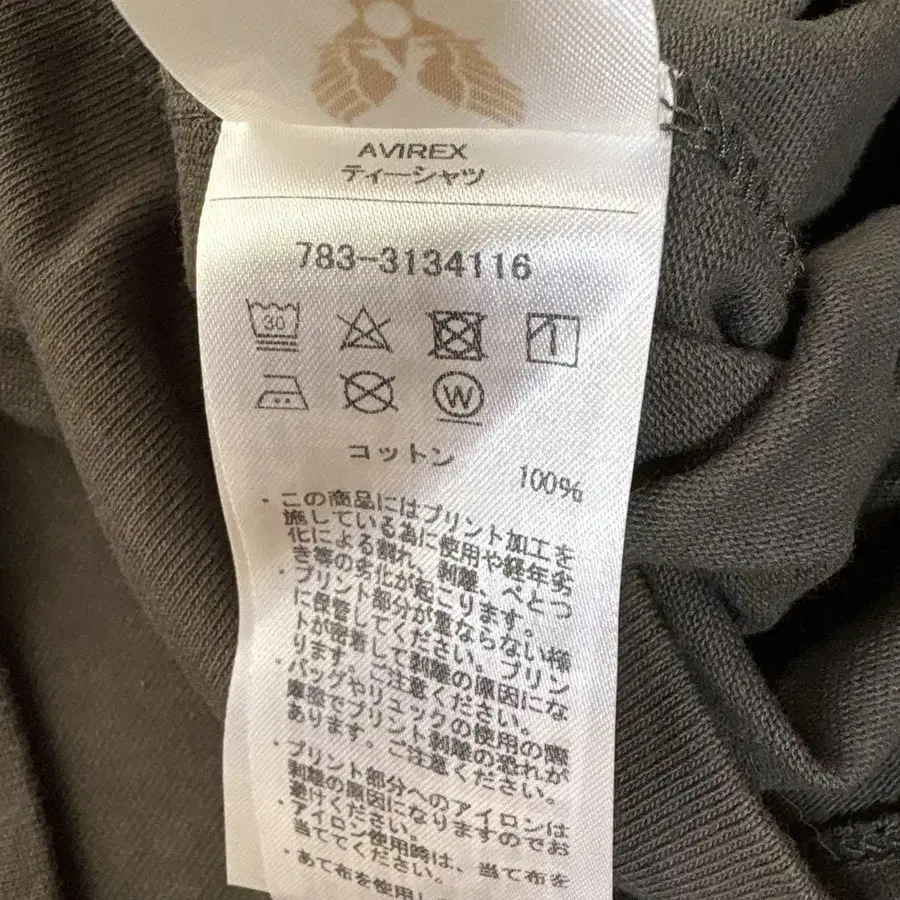 AVIREX
ティーシャツ
783-3134116
30
W
コットン 100%
・この商品にはプリント加工を
施している為に使用や経年劣
化による割れ、剥離、べとつ
き等の劣化が起こります。
・プリント部分が重ならない様
に保管してください。プリン
トが密着して剥離の原因にな
ります。ご注意ください。
・バッグやリュックの使用の際
摩擦でプリント剥離の恐れが
あります。ご注意ください。
・プリント部分へのアイロンは
剥離の原因になりますのでお
避けください。
・アイロン使用時は、当て布を
当ててください。
・あて布を使用し